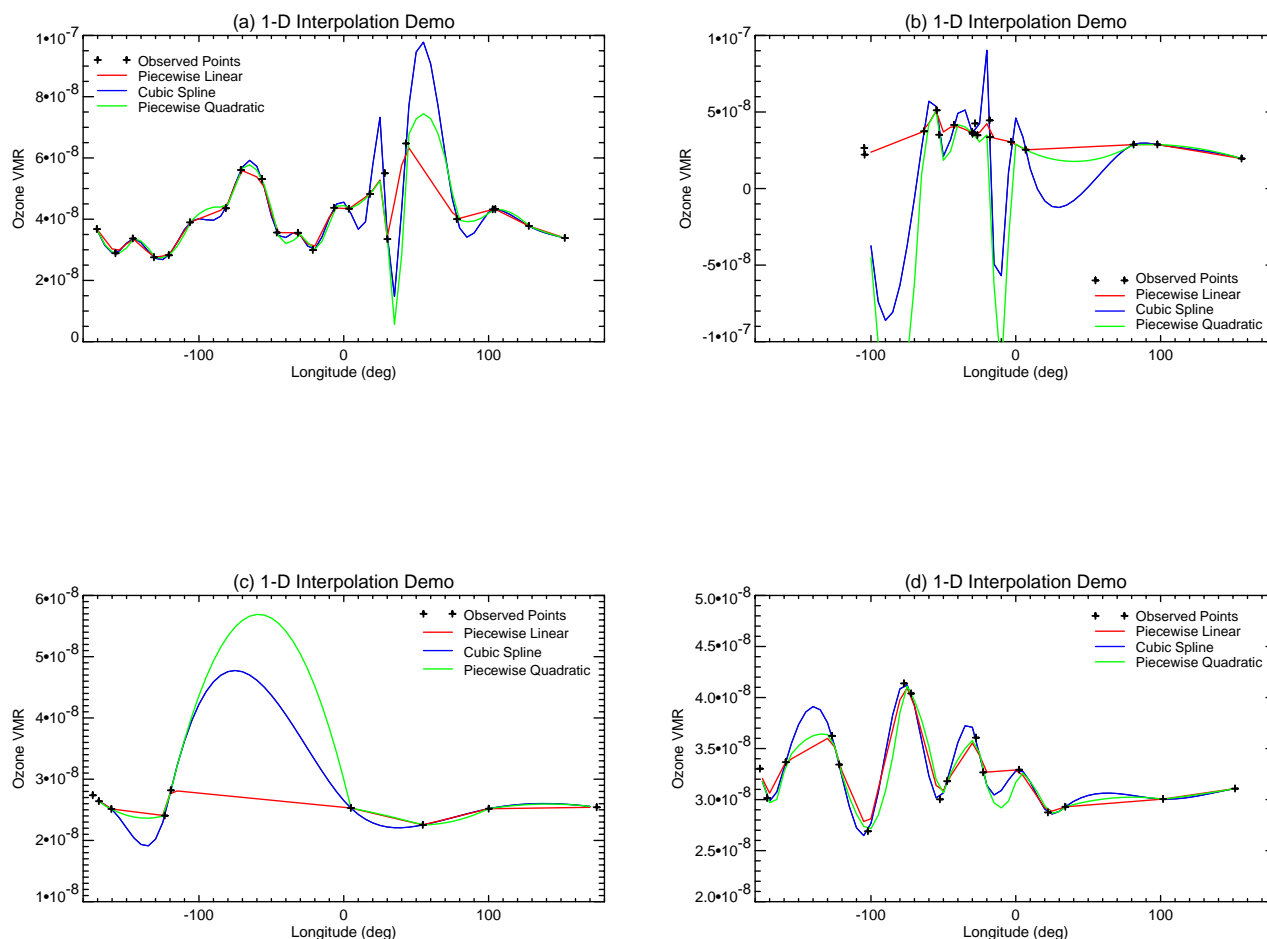 (a) 1-D Interpolation Demo
1•10^-7
8•10^-8
6•10^-8
4•10^-8
2•10^-8
0
Ozone VMR
Observed Points
Piecewise Linear
Cubic Spline
Piecewise Quadratic
-100 0 100
Longitude (deg)
(b) 1-D Interpolation Demo
1•10^-7
5•10^-8
0
-5•10^-8
-1•10^-7
Ozone VMR
Observed Points
Piecewise Linear
Cubic Spline
Piecewise Quadratic
-100 0 100
Longitude (deg)
(c) 1-D Interpolation Demo
6•10^-8
5•10^-8
4•10^-8
3•10^-8
2•10^-8
1•10^-8
Ozone VMR
Observed Points
Piecewise Linear
Cubic Spline
Piecewise Quadratic
-100 0 100
Longitude (deg)
(d) 1-D Interpolation Demo
5.0•10^-8
4.5•10^-8
4.0•10^-8
3.5•10^-8
3.0•10^-8
2.5•10^-8
2.0•10^-8
Ozone VMR
Observed Points
Piecewise Linear
Cubic Spline
Piecewise Quadratic
-100 0 100
Longitude (deg)